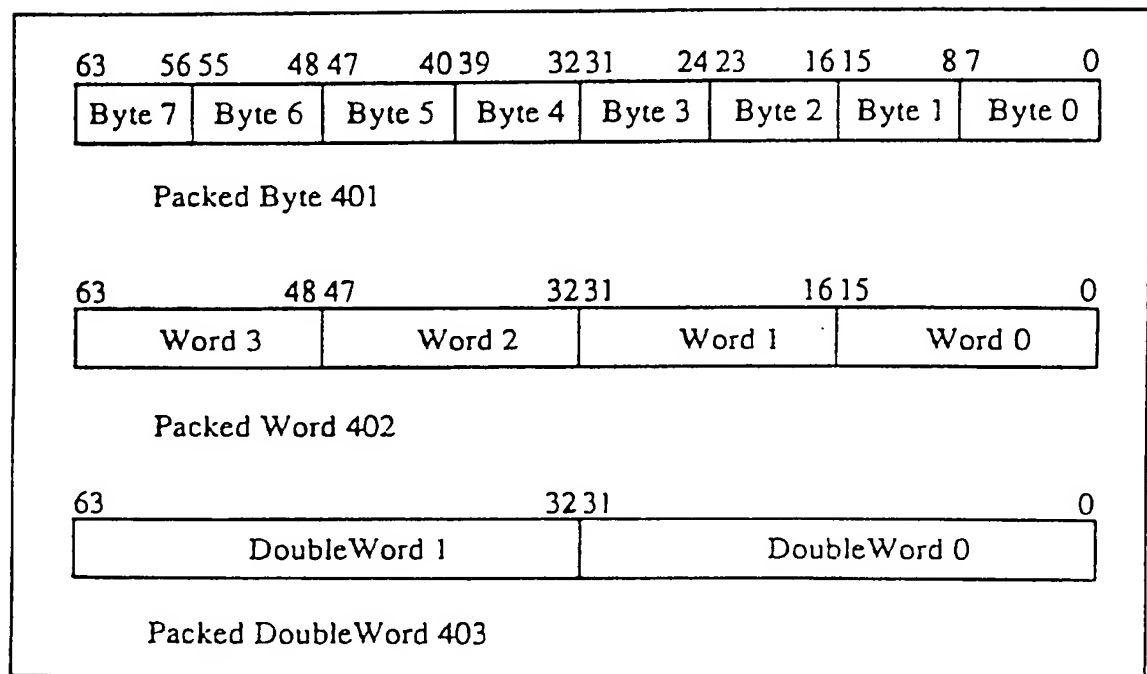 63 56 55 48 47 40 39 32 31 24 23 16 15 8 7 0
Byte 7 Byte 6 Byte 5 Byte 4 Byte 3 Byte 2 Byte 1 Byte 0
Packed Byte 401
63 48 47 32 31 16 15 0
Word 3 Word 2 Word 1 Word 0
Packed Word 402
63 32 31 0
DoubleWord 1 DoubleWord 0
Packed DoubleWord 403